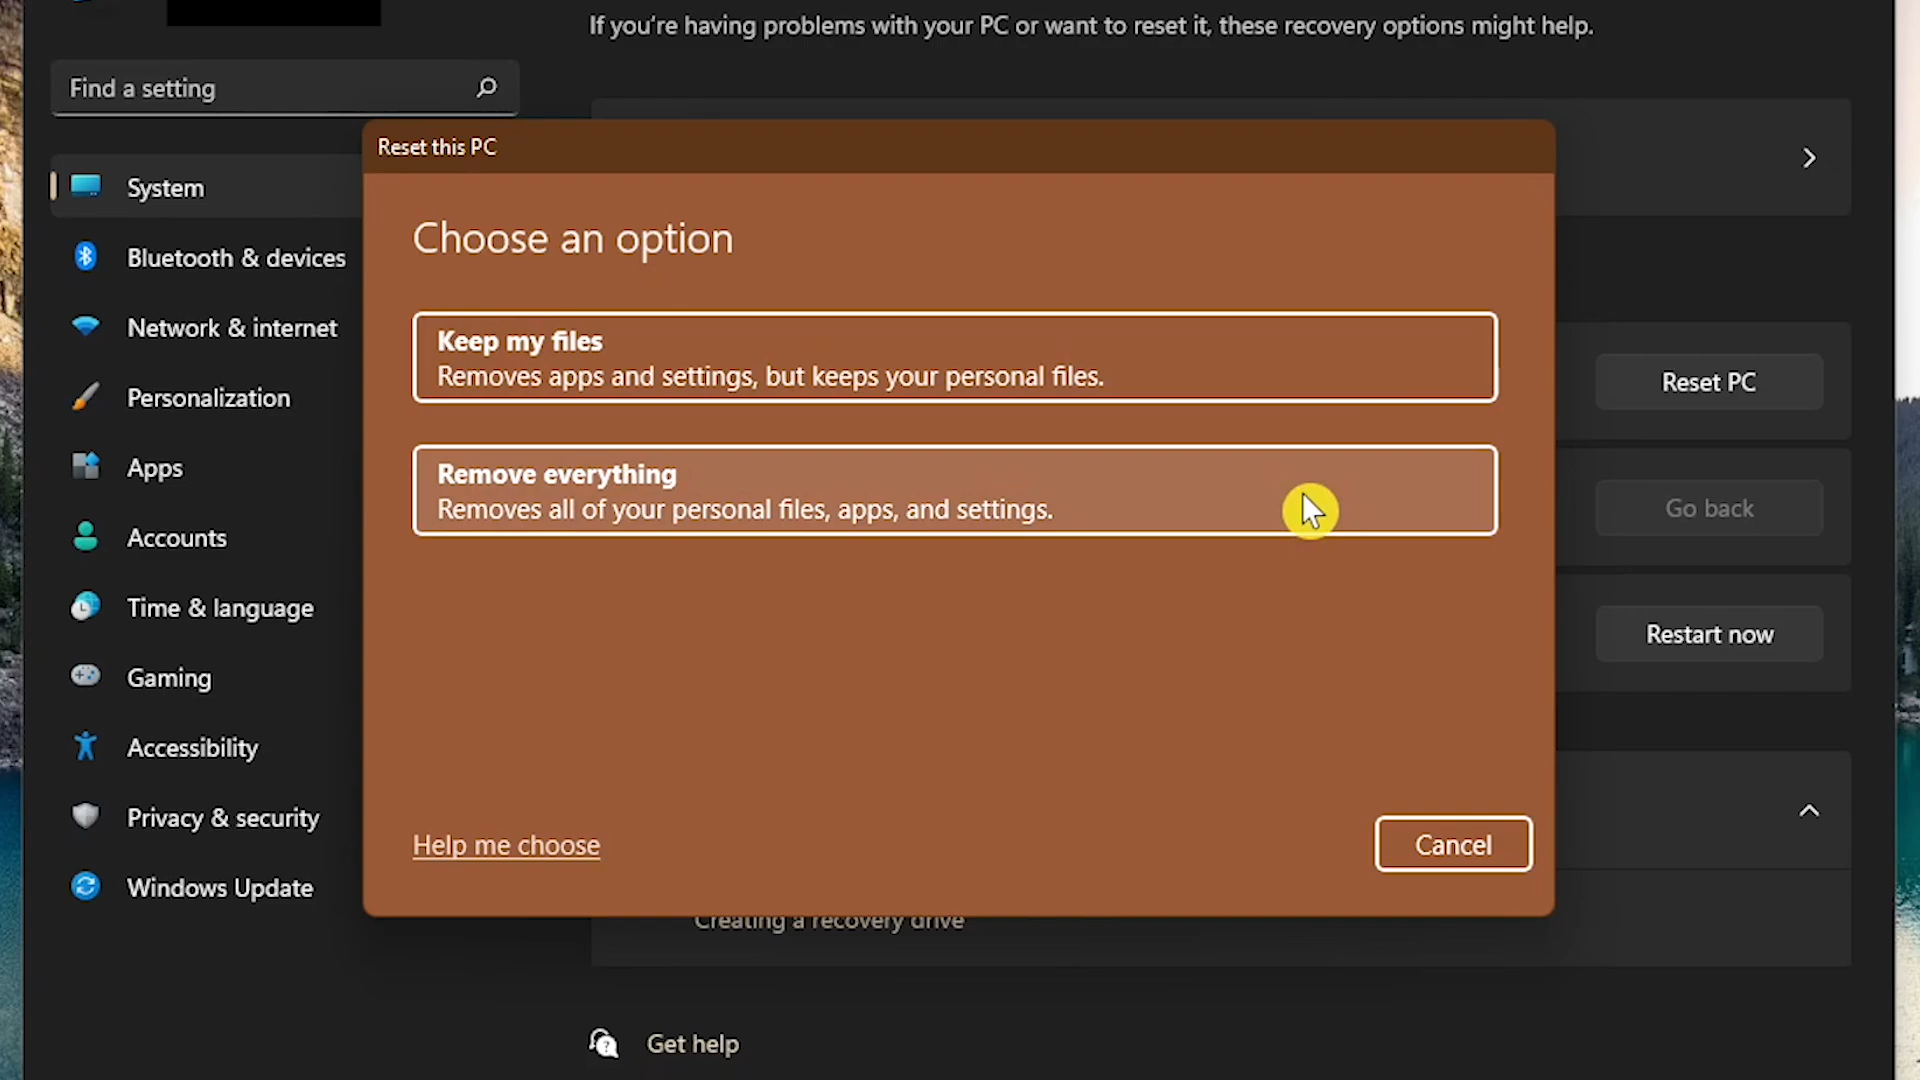 If you're having problems with your PC or want to reset it, these recovery options might help.
Find a setting
System
Bluetooth & devices
Network & internet
Personalization
Apps
Accounts
Time & language
Gaming
Accessibility
Privacy & security
Windows Update
Reset this PC
Choose an option
Keep my files
Removes apps and settings, but keeps your personal files.
Remove everything
Removes all of your personal files, apps, and settings.
Help me choose
Cancel
Reset PC
Go back
Restart now
Creating a recovery drive
Get help